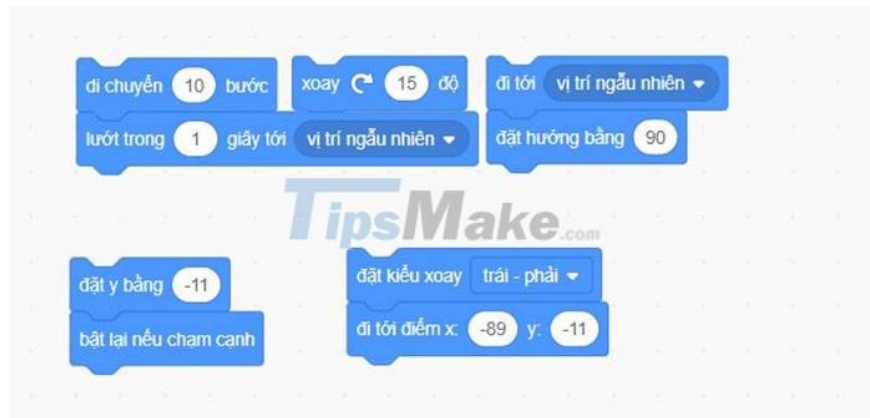 di chuyển 10 bước
xoay 15 độ
đi tới vị trí ngẫu nhiên
lướt trong 1 giây tới vị trí ngẫu nhiên
đặt hướng bằng 90
TipsMake.com
đặt y bằng -11
bật lại nếu chạm cạnh
đặt kiểu xoay trái - phải
đi tới điểm x: -89 y: -11